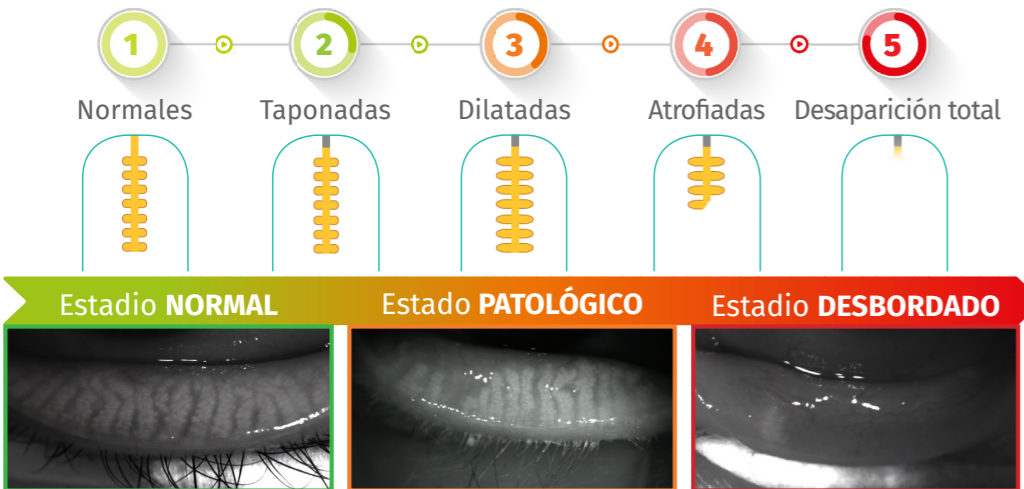 1 2 3 4 5
Normales Taponadas Dilatadas Atrofiadas Desaparición total
Estadio NORMAL Estado PATOLÓGICO Estadio DESBORDADO